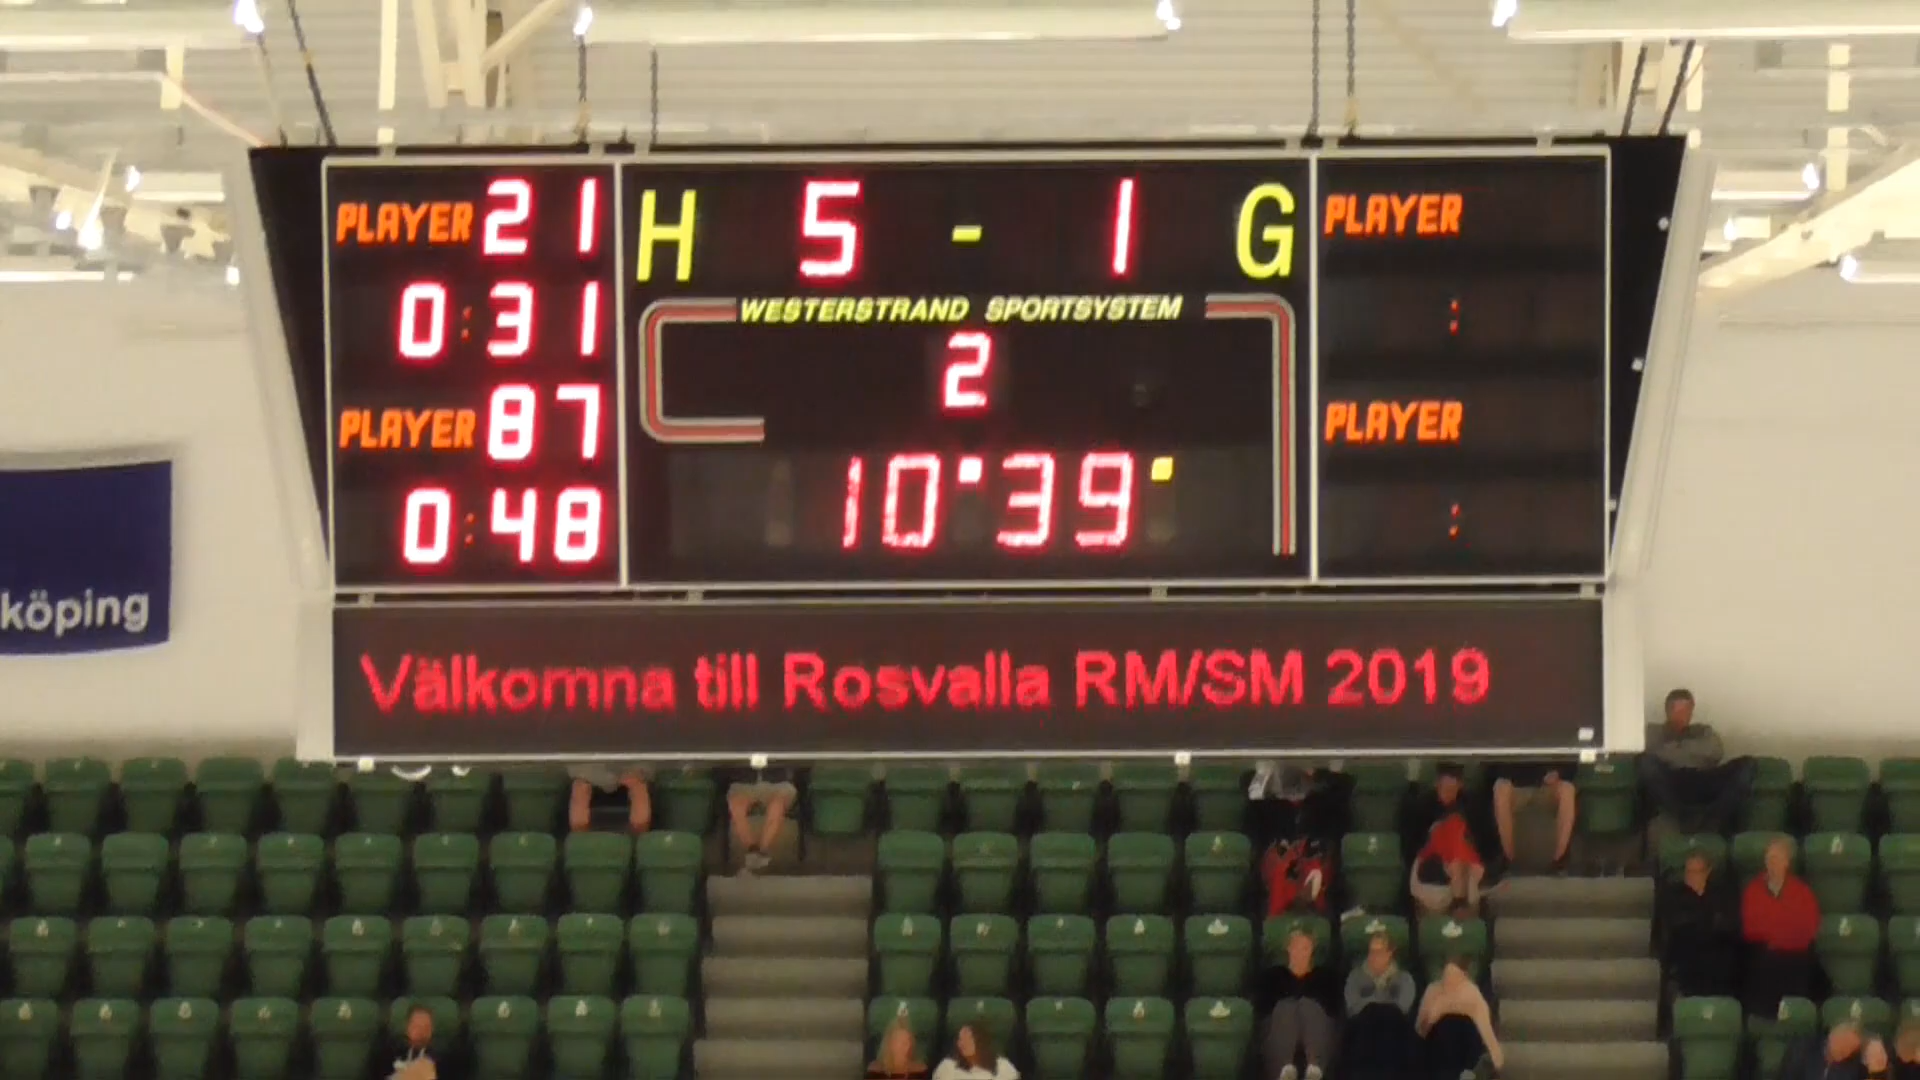 PLAYER 21
0:31
PLAYER 87
0:48
H 5 - 1 G
WESTERSTRAND SPORTSYSTEM
2
10:39
PLAYER
:
PLAYER
:
Välkomna till Rosvalla RM/SM 2019
köping